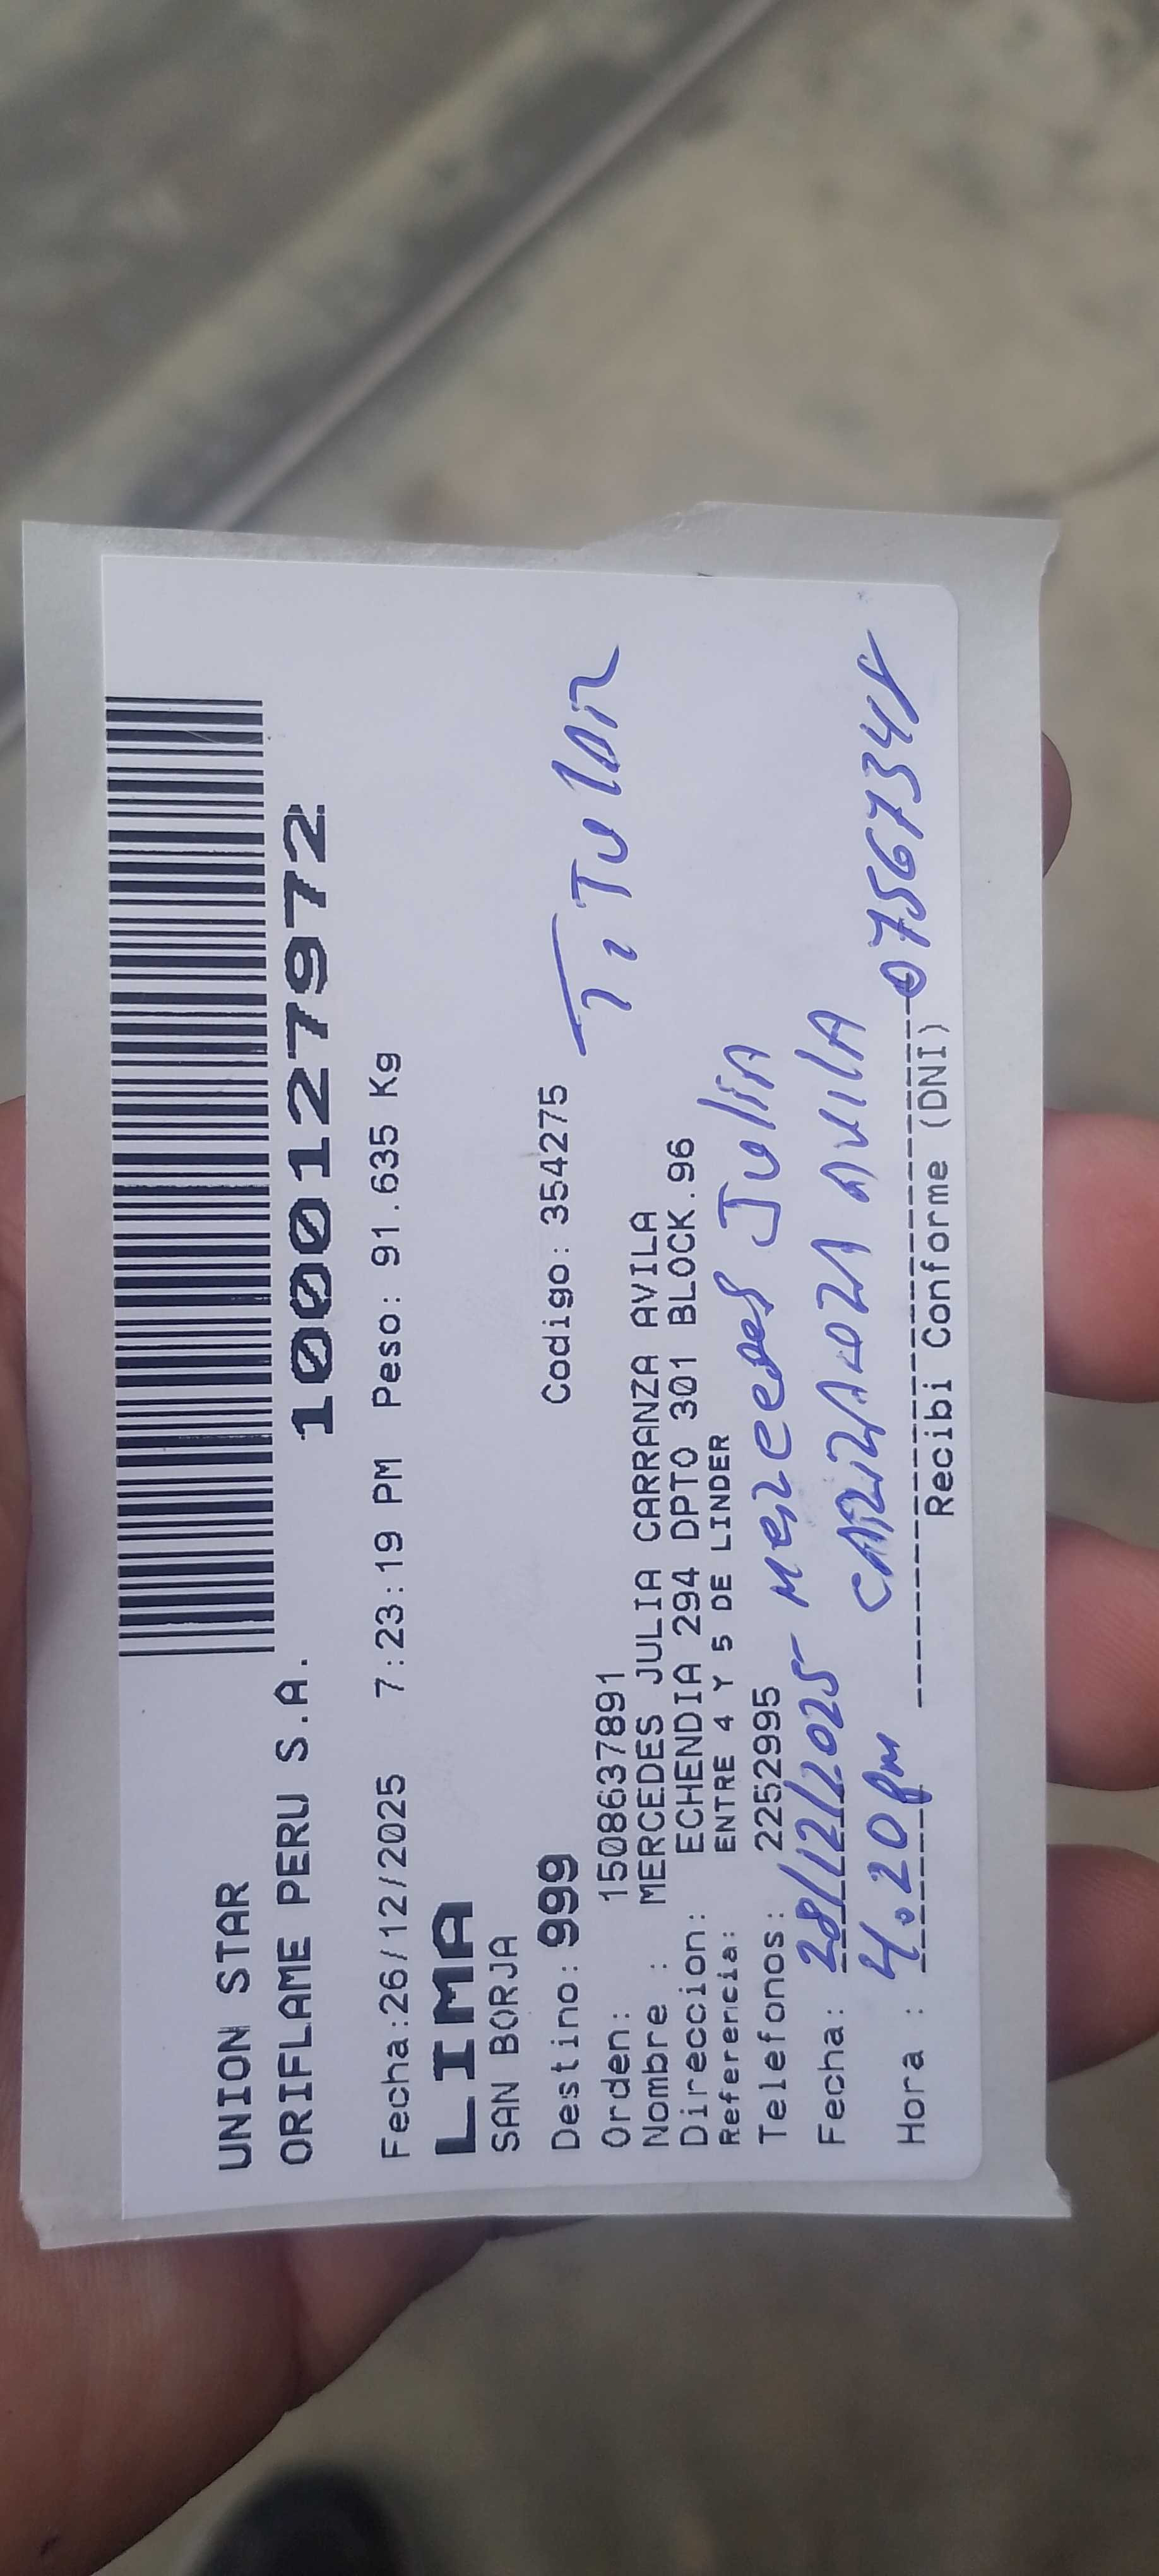 UNION STAR
ORIFLAME PERU S.A.
1000127972
Fecha:26/12/2025 7:23:19 PM Peso: 91.635 Kg
LIMA
SAN BORJA
Destino: 999 Codigo: 354275
TiTulAR
Orden: 1508637891
Nombre : MERCEDES JULIA CARRANZA AVILA
Direccion: ECHENDIA 294 DPTO 301 BLOCK.96
Referencia: ENTRE 4 Y 5 DE LINDER
Telefonos: 2252995
MERCEDES JuliA
Fecha: 28/12/2025
CARRANZA AVilA
Hora : 4:20 pm
Recibi Conforme (DNI)